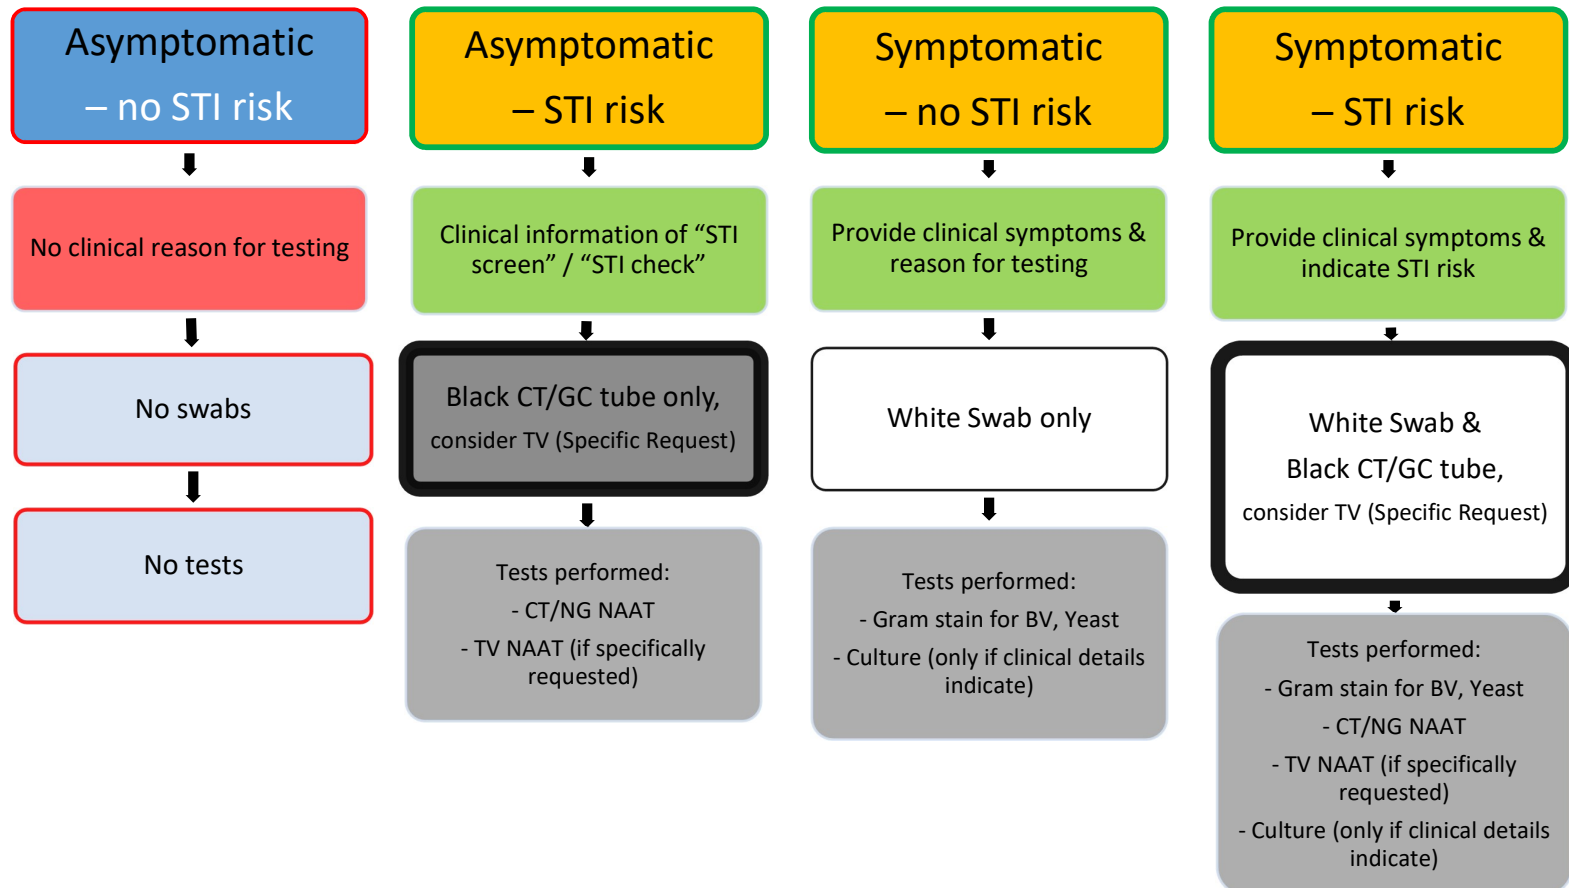 Asymptomatic
– no STI risk
No clinical reason for testing
No swabs
No tests
Asymptomatic
– STI risk
Clinical information of “STI
screen” / “STI check”
Black CT/GC tube only,
consider TV (Specific Request)
Tests performed:
- CT/NG NAAT
- TV NAAT (if specifically
requested)
Symptomatic
– no STI risk
Provide clinical symptoms &
reason for testing
White Swab only
Tests performed:
- Gram stain for BV, Yeast
- Culture (only if clinical details
indicate)
Symptomatic
– STI risk
Provide clinical symptoms &
indicate STI risk
White Swab &
Black CT/GC tube,
consider TV (Specific Request)
Tests performed:
- Gram stain for BV, Yeast
- CT/NG NAAT
- TV NAAT (if specifically
requested)
- Culture (only if clinical details
indicate)